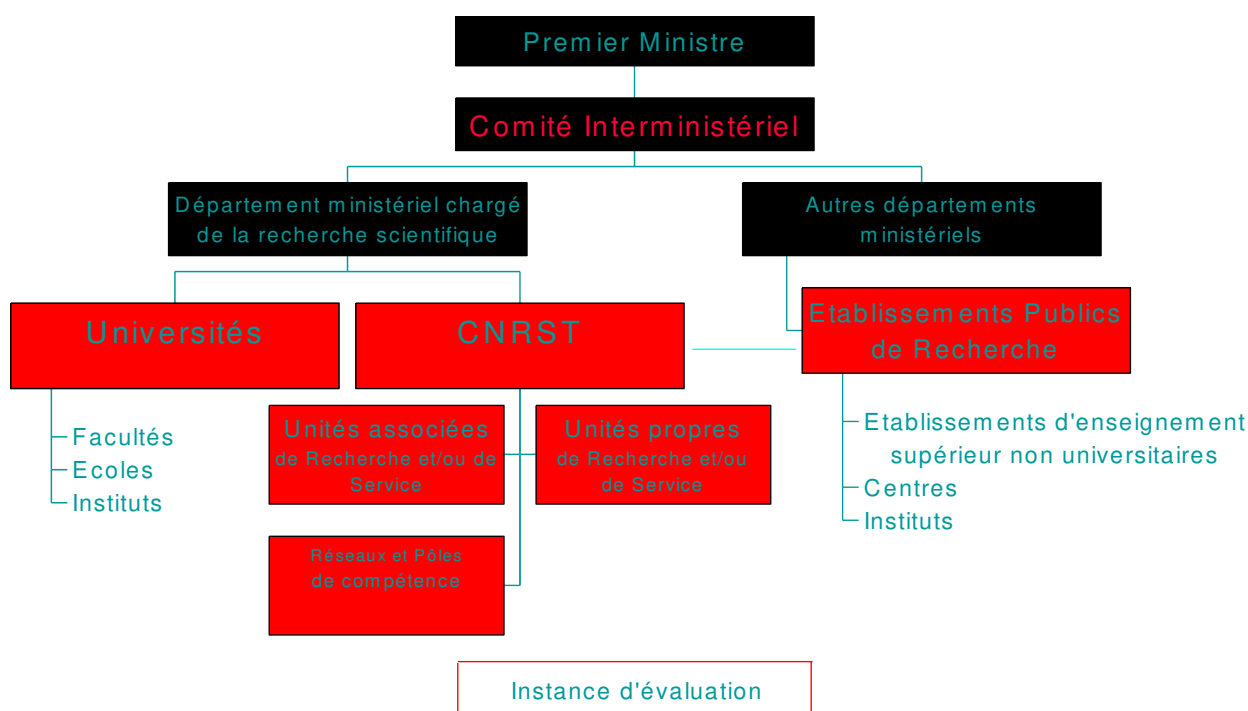 Premier Ministre
Comité Interministériel
Département ministériel chargé
de la recherche scientifique
Autres départements
ministériels
Universités
CNRST
Etablissements Publics
de Recherche
Facultés
Ecoles
Instituts
Unités associées
de Recherche et/ou de
Service
Unités propres
de Recherche et/ou
de Service
Etablissements d'enseignement
supérieur non universitaires
Centres
Instituts
Réseaux et Pôles
de compétence
Instance d'évaluation